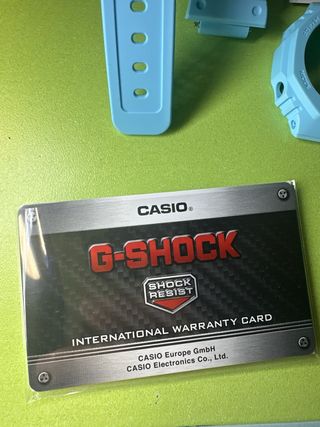 CASIO®
G-SHOCK
SHOCK
RESIST
INTERNATIONAL WARRANTY CARD
CASIO Europe GmbH
CASIO Electronics Co., Ltd.